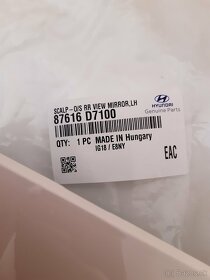 SCALP-O/S RR VIEW MIRROR,LH
87616 D7100
HYUNDAI
Genuine Parts
QTY: 1 PC MADE IN Hungary
IG18 / E8NY
EAC